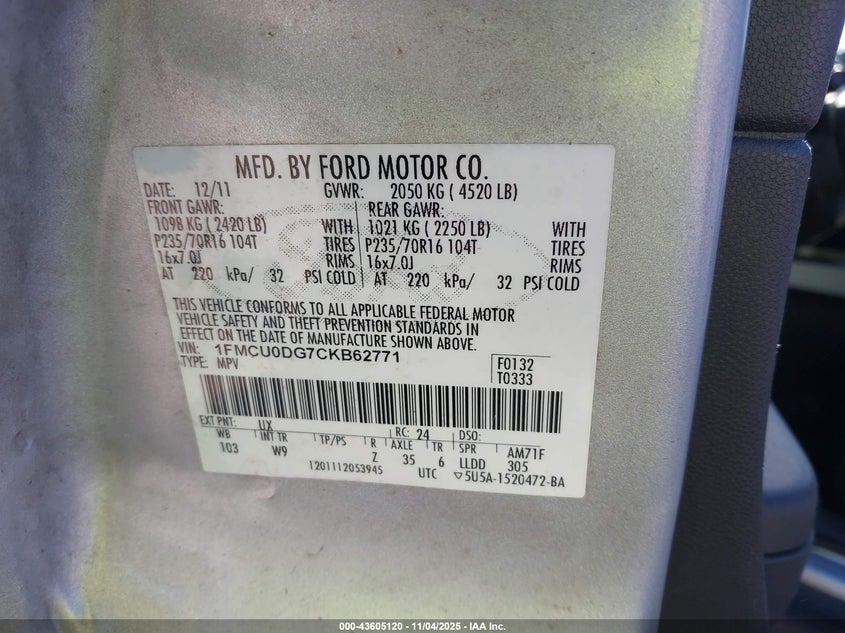 MFD. BY FORD MOTOR CO.
DATE: 12/11 GVWR: 2050 KG ( 4520 LB)
FRONT GAWR: REAR GAWR:
1098 KG ( 2420 LB) WITH 1021 KG ( 2250 LB) WITH
P235/70R16 104T TIRES P235/70R16 104T TIRES
16x7.0J RIMS 16x7.0J RIMS
AT 220 kPa/ 32 PSI COLD AT 220 kPa/ 32 PSI COLD
THIS VEHICLE CONFORMS TO ALL APPLICABLE FEDERAL MOTOR
VEHICLE SAFETY AND THEFT PREVENTION STANDARDS IN
EFFECT ON THE DATE OF MANUFACTURE SHOWN ABOVE.
VIN: 1FMCU0DG7CKB62771
TYPE: MPV
F0132
T0333
EXT PNT: UX RC: 24 DSO:
WB INT TR TP/PS R AXLE TR SPR AM71F
103 W9 Z 35 6 LLDD 305
1201112053945 UTC ▽5U5A-1520472-BA
000-43605120 - 11/04/2025 - IAA Inc.